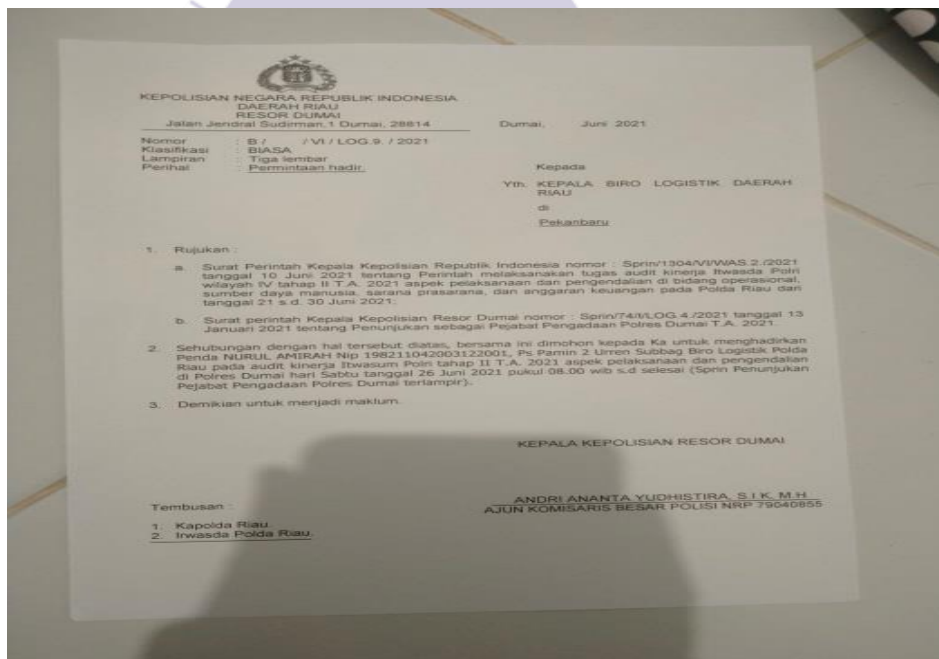 KEPOLISIAN NEGARA REPUBLIK INDONESIA
DAERAH RIAU
RESOR DUMAI
Jalan Jendral Sudirman,1 Dumai, 28814
Dumai, Juni 2021
Nomor : B / / VI / LOG.9. / 2021
Klasifikasi : BIASA
Lampiran : Tiga lembar
Perihal : Permintaan hadir.
Kepada
Yth. KEPALA BIRO LOGISTIK DAERAH
RIAU
di
Pekanbaru
1. Rujukan :
a. Surat Perintah Kepala Kepolisian Republik Indonesia nomor : Sprin/1304/VI/WAS.2./2021
tanggal 10 Juni 2021 tentang Perintah melaksanakan tugas audit kinerja Itwasda Polri
wilayah IV tahap II T.A. 2021 aspek pelaksanaan dan pengendalian di bidang operasional,
sumber daya manusia, sarana prasarana, dan anggaran keuangan pada Polda Riau dari
tanggal 21 s.d. 30 Juni 2021;
b. Surat perintah Kepala Kepolisian Resor Dumai nomor : Sprin/74/I/LOG.4./2021 tanggal 13
Januari 2021 tentang Penunjukan sebagai Pejabat Pengadaan Polres Dumai T.A. 2021.
2. Sehubungan dengan hal tersebut diatas, bersama ini dimohon kepada Ka untuk menghadirkan
Penda NURUL AMIRAH Nip 198211042003122001, Ps Pamin 2 Urren Subbag Biro Logistik Polda
Riau pada audit kinerja Itwasum Polri tahap II T.A. 2021 aspek pelaksanaan dan pengendalian
di Polres Dumai hari Sabtu tanggal 26 Juni 2021 pukul 08.00 wib s.d selesai (Sprin Penunjukan
Pejabat Pengadaan Polres Dumai terlampir).
3. Demikian untuk menjadi maklum.
KEPALA KEPOLISIAN RESOR DUMAI
ANDRI ANANTA YUDHISTIRA, S.I.K, M.H
AJUN KOMISARIS BESAR POLISI NRP 79040855
Tembusan :
1. Kapolda Riau.
2. Irwasda Polda Riau.